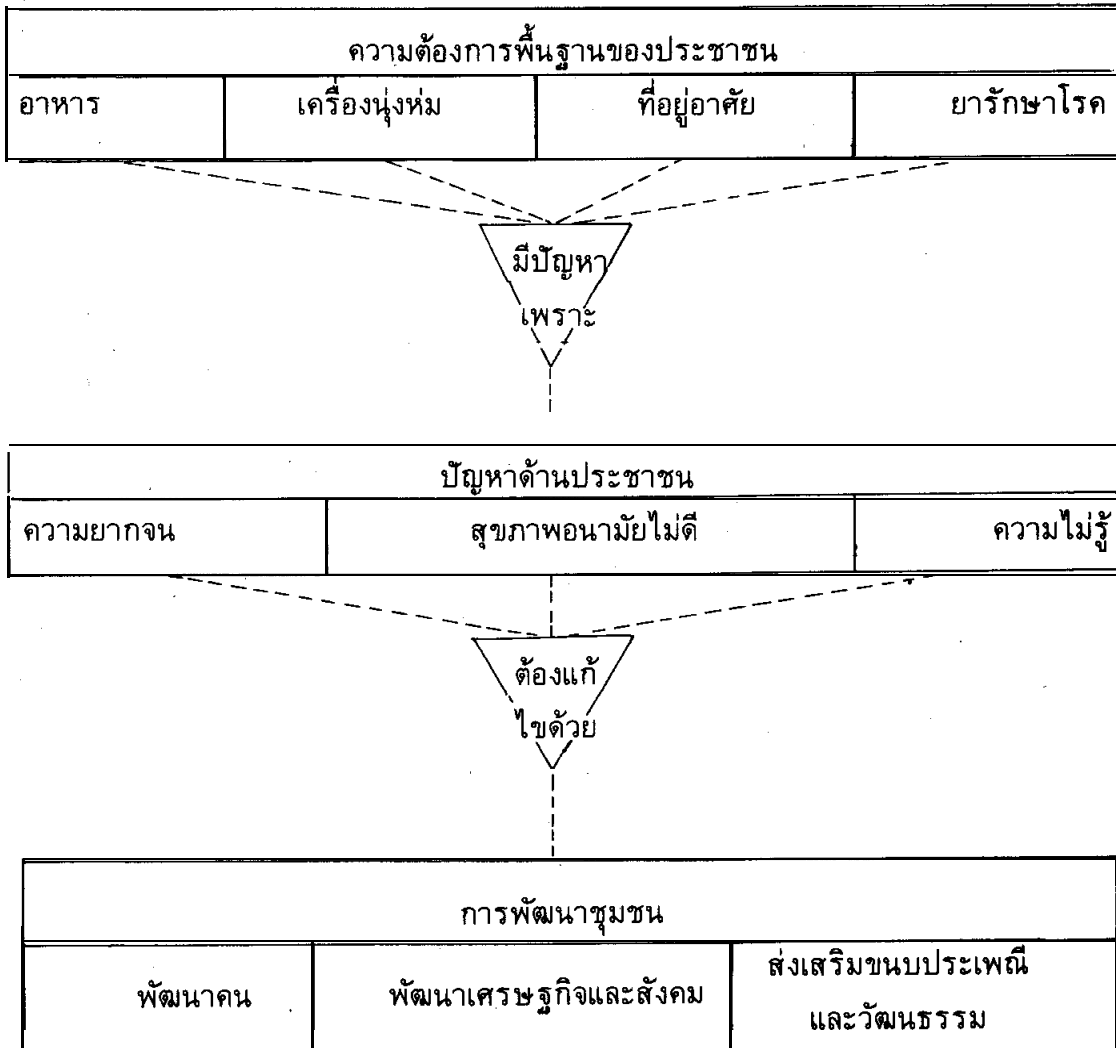 ความต้องการพื้นฐานของประชาชน
อาหาร เครื่องนุ่งห่ม ที่อยู่อาศัย ยารักษาโรค
มีปัญหา
เพราะ
ปัญหาด้านประชาชน
ความยากจน สุขภาพอนามัยไม่ดี ความไม่รู้
ต้องแก้
ไขด้วย
การพัฒนาชุมชน
พัฒนาคน พัฒนาเศรษฐกิจและสังคม ส่งเสริมขนบประเพณี
และวัฒนธรรม